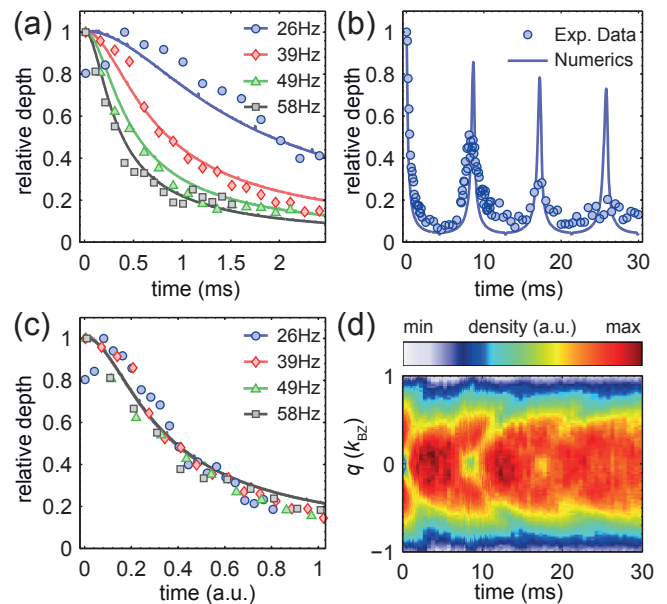 (a)
relative depth
1
0.8
0.6
0.4
0.2
0
0 0.5 1 1.5 2
time (ms)
26Hz
39Hz
49Hz
58Hz
(b)
relative depth
1
0.8
0.6
0.4
0.2
0
0 10 20 30
time (ms)
Exp. Data
Numerics
(c)
relative depth
1
0.8
0.6
0.4
0.2
0
0 0.2 0.4 0.6 0.8 1
time (a.u.)
26Hz
39Hz
49Hz
58Hz
(d)
min density (a.u.) max
q (kBZ)
1
0
−1
0 10 20 30
time (ms)